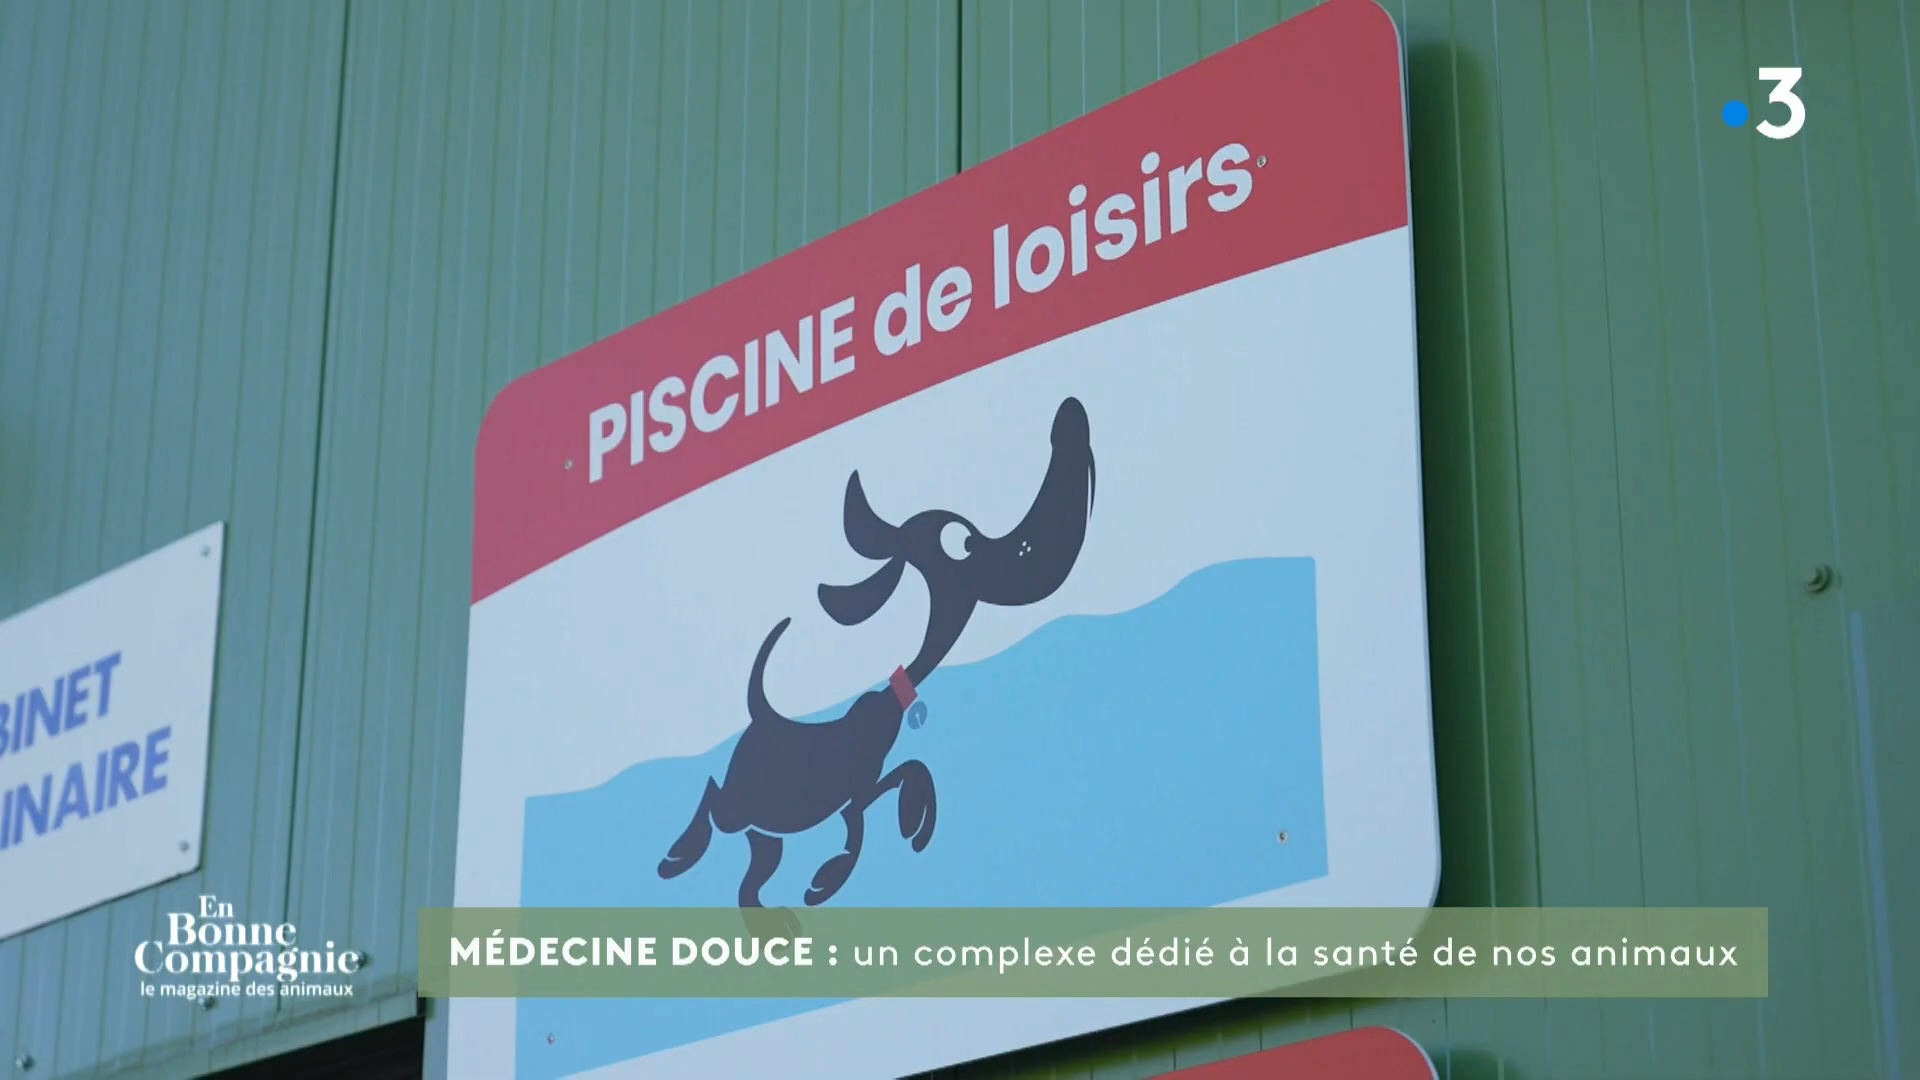 3
PISCINE de loisirs
BINET
INAIRE
En
Bonne
Compagnie
le magazine des animaux
MÉDECINE DOUCE : un complexe dédié à la santé de nos animaux